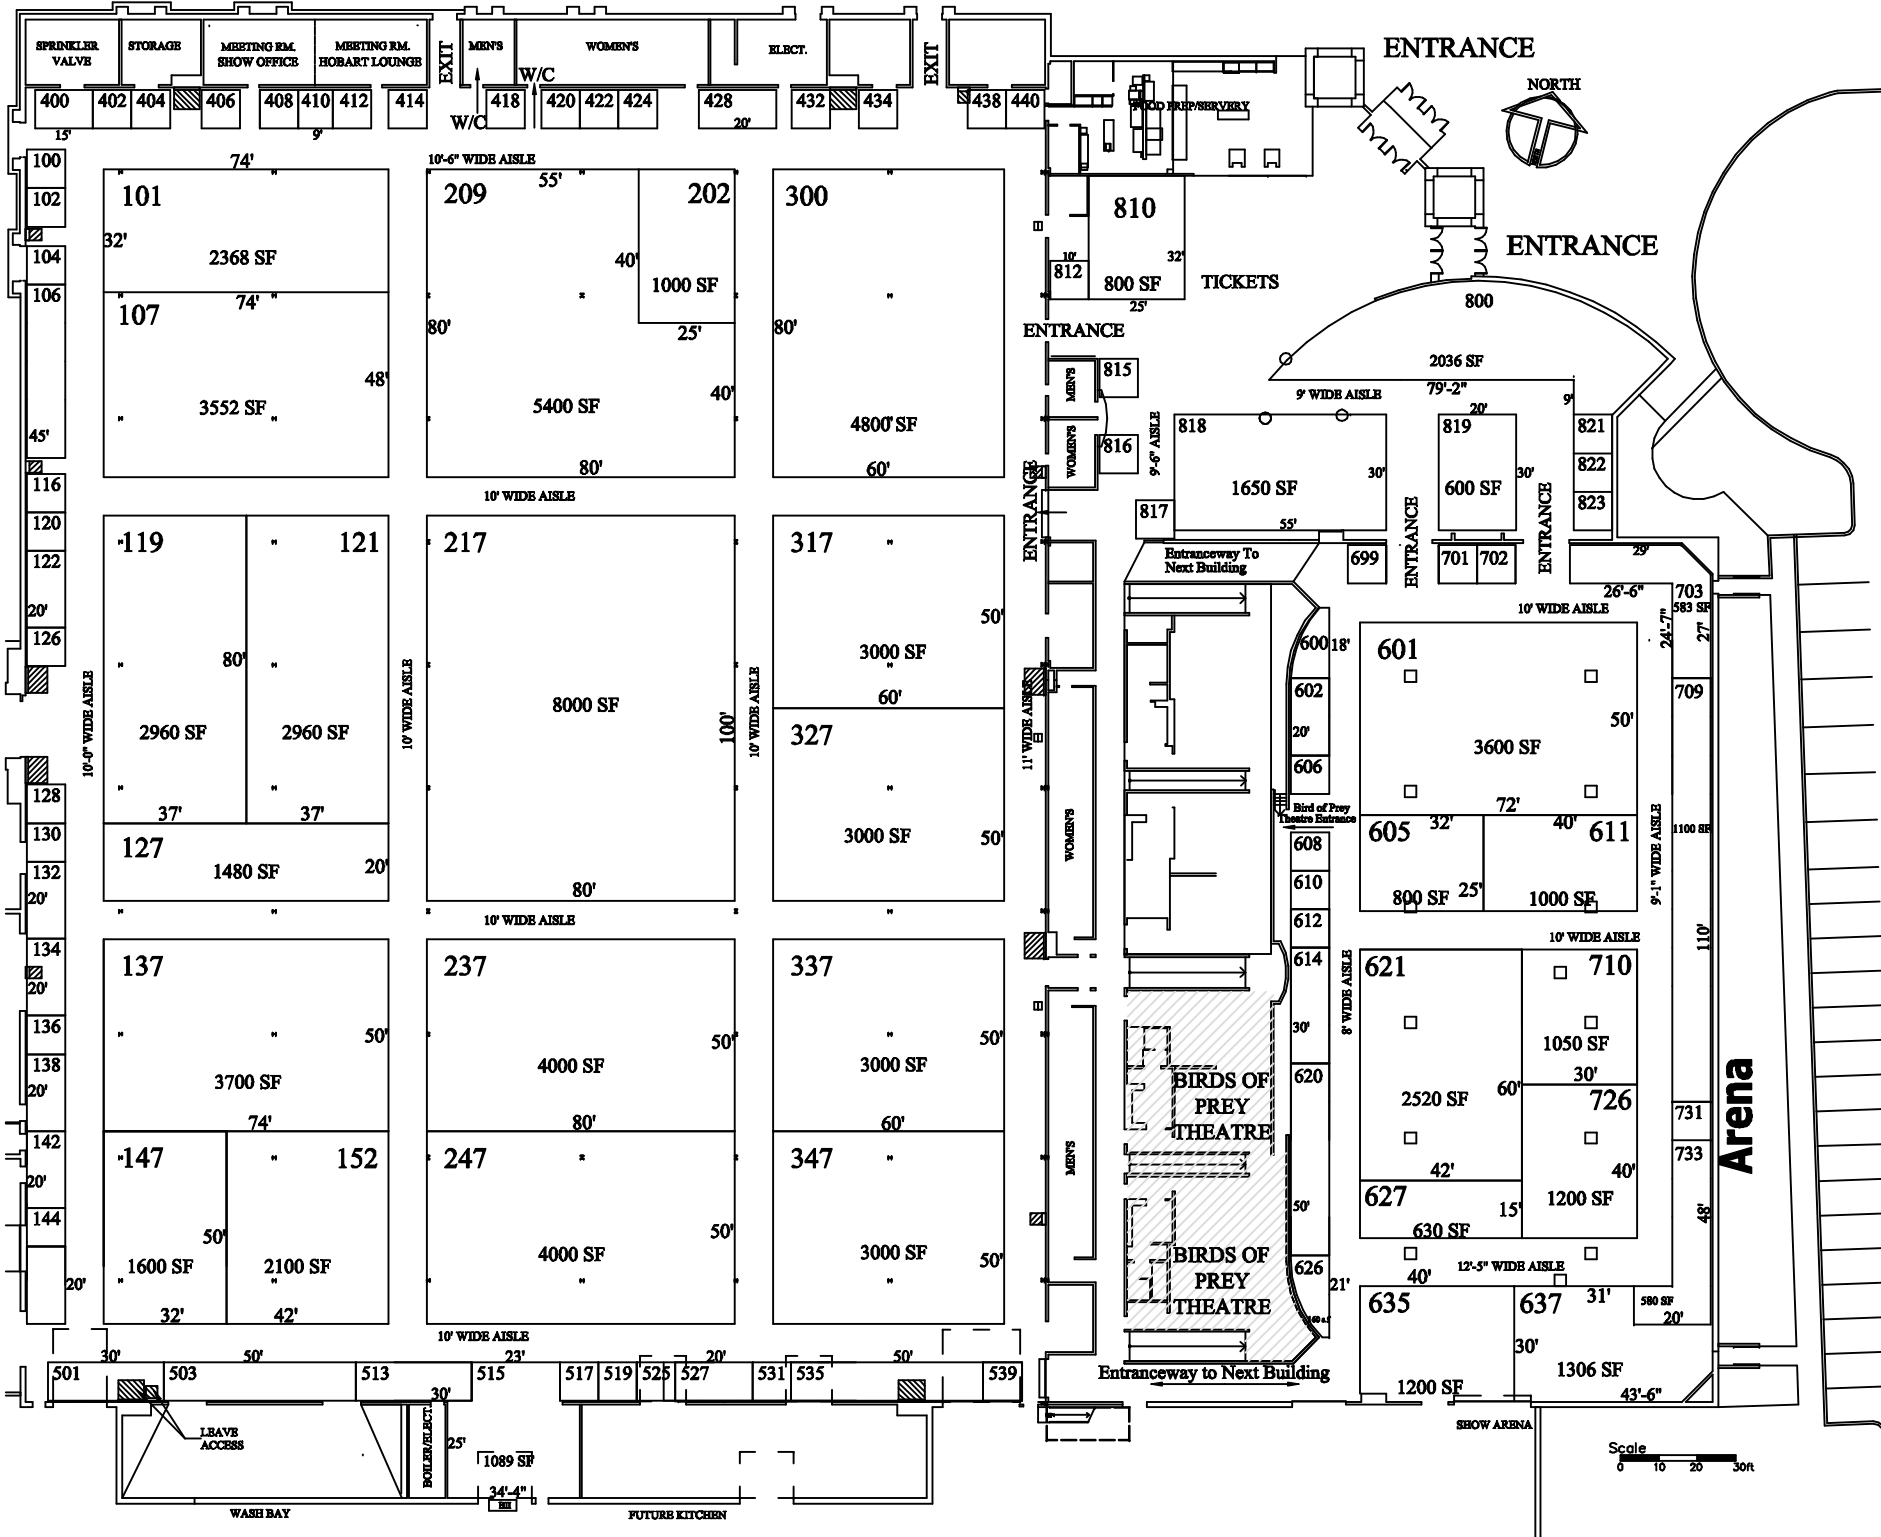 SPRINKLER
VALVE
STORAGE
MEETING RM.
SHOW OFFICE
MEETING RM.
HOBART LOUNGE
EXIT
MEN'S
WOMEN'S
ELECT.
EXIT
W/C
W/C
400
402
404
406
408
410
412
414
418
420
422
424
428
432
434
438
440
15'
9'
20'
FOOD PREP/SERVERY
ENTRANCE
NORTH
ENTRANCE
10'-6" WIDE AISLE
100
102
104
106
45'
116
120
122
20'
126
128
130
132
20'
134
20'
136
138
20'
142
20'
144
20'
74'
101
32'
2368 SF
74'
107
48'
3552 SF
55'
209
202
40'
1000 SF
25'
80'
40'
5400 SF
80'
300
80'
4800 SF
60'
10' WIDE AISLE
119
121
80'
2960 SF
2960 SF
37'
37'
127
1480 SF
20'
10'-0" WIDE AISLE
10' WIDE AISLE
217
8000 SF
100'
80'
10' WIDE AISLE
317
50'
3000 SF
60'
327
3000 SF
50'
11' WIDE AISLE
10' WIDE AISLE
137
50'
3700 SF
74'
237
50'
4000 SF
80'
337
50'
3000 SF
60'
147
152
50'
1600 SF
2100 SF
32'
42'
247
50'
4000 SF
347
3000 SF
50'
10' WIDE AISLE
30'
50'
23'
20'
50'
501
503
513
515
517
519
525
527
531
535
539
30'
LEAVE
ACCESS
BOILER/ELECT.
25'
1089 SF
34'-4"
WASH BAY
FUTURE KITCHEN
810
10'
32'
812
800 SF
25'
TICKETS
ENTRANCE
MEN'S
815
WOMEN'S
816
9'-6" AISLE
ENTRANCE
817
800
2036 SF
79'-2"
9' WIDE AISLE
9'
818
30'
1650 SF
55'
20'
819
30'
600 SF
821
822
823
ENTRANCE
ENTRANCE
Entranceway To
Next Building
699
701
702
29'
26'-6"
703
583 SF
24'-7"
27'
10' WIDE AISLE
600
18'
602
20'
606
Bird of Prey
Theatre Entrance
608
610
612
614
30'
620
50'
626
21'
8' WIDE AISLE
601
50'
3600 SF
72'
605
32'
40'
611
800 SF
25'
1000 SF
9'-1" WIDE AISLE
709
1100 SF
110'
10' WIDE AISLE
621
710
1050 SF
30'
60'
2520 SF
726
42'
40'
627
15'
1200 SF
630 SF
731
733
48'
12'-5" WIDE AISLE
40'
635
637
31'
580 SF
20'
30'
1306 SF
1200 SF
43'-6"
WOMEN'S
MEN'S
BIRDS OF
PREY
THEATRE
BIRDS OF
PREY
THEATRE
Entranceway to Next Building
SHOW ARENA
Arena
Scale
0 10 20 30ft